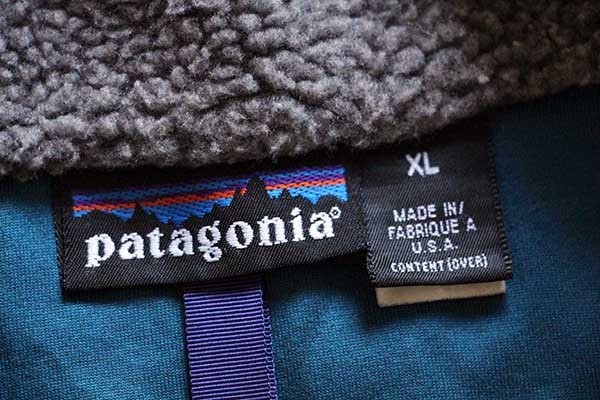 patagonia®
XL
MADE IN/
FABRIQUE A
U.S.A.
CONTENT (OVER)